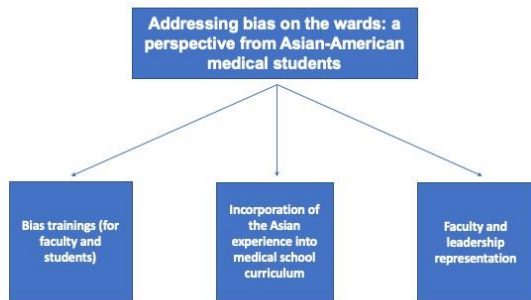 Addressing bias on the wards: a
perspective from Asian-American
medical students
Bias trainings (for
faculty and
students)
Incorporation of
the Asian
experience into
medical school
curriculum
Faculty and
leadership
representation